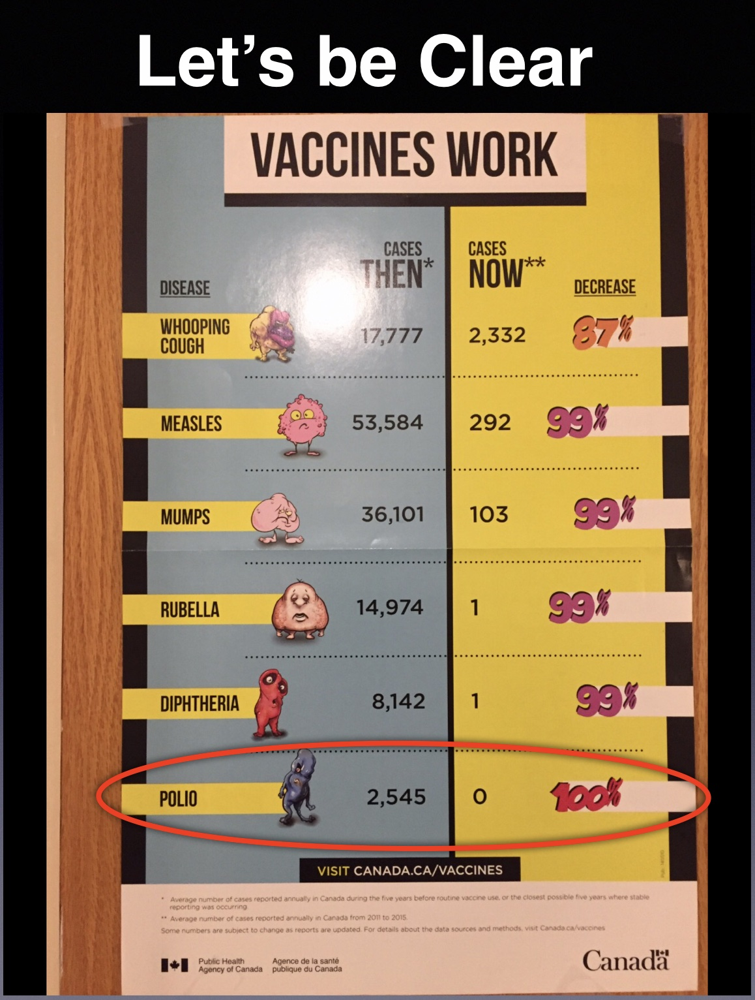 Let's be Clear
VACCINES WORK
DISEASE
CASES
THEN*
CASES
NOW**
DECREASE
WHOOPING
COUGH
17,777
2,332
87%
MEASLES
53,584
292
99%
MUMPS
36,101
103
99%
RUBELLA
14,974
1
99%
DIPHTHERIA
8,142
1
99%
POLIO
2,545
0
100%
VISIT CANADA.CA/VACCINES
* Average number of cases reported annually in Canada during the five years before routine vaccine use, or the closest possible five years where stable
reporting was occurring.
** Average number of cases reported annually in Canada from 2011 to 2015.
Some numbers are subject to change as reports are updated. For details about the data sources and methods, visit Canada.ca/vaccines
Public Health
Agency of Canada
Agence de la santé
publique du Canada
Canada